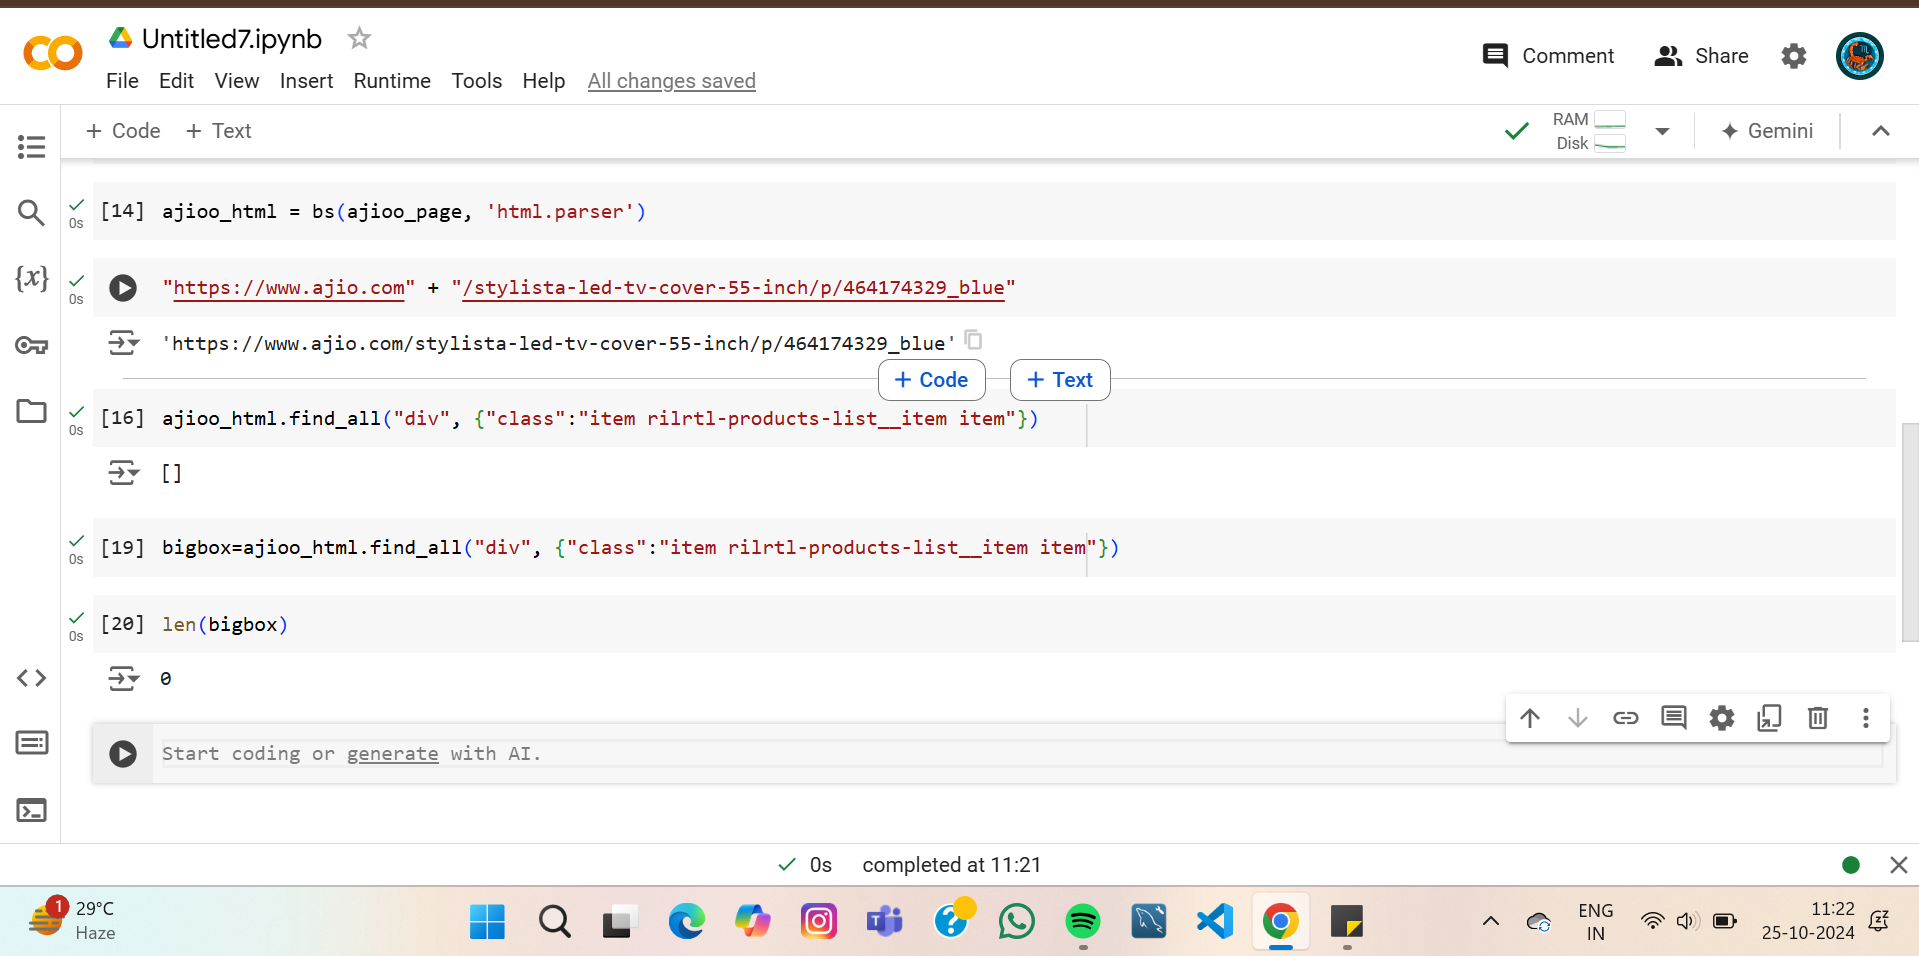 Untitled7.ipynb
File Edit View Insert Runtime Tools Help All changes saved
Comment Share
+ Code + Text
RAM
Disk
Gemini
0s
[14] ajioo_html = bs(ajioo_page, 'html.parser')
0s
"https://www.ajio.com" + "/stylista-led-tv-cover-55-inch/p/464174329_blue"
'https://www.ajio.com/stylista-led-tv-cover-55-inch/p/464174329_blue'
+ Code + Text
0s
[16] ajioo_html.find_all("div", {"class":"item rilrtl-products-list__item item"})
[]
0s
[19] bigbox=ajioo_html.find_all("div", {"class":"item rilrtl-products-list__item item"})
0s
[20] len(bigbox)
0
Start coding or generate with AI.
0s completed at 11:21
1
29°C
Haze
ENG
IN
11:22
25-10-2024